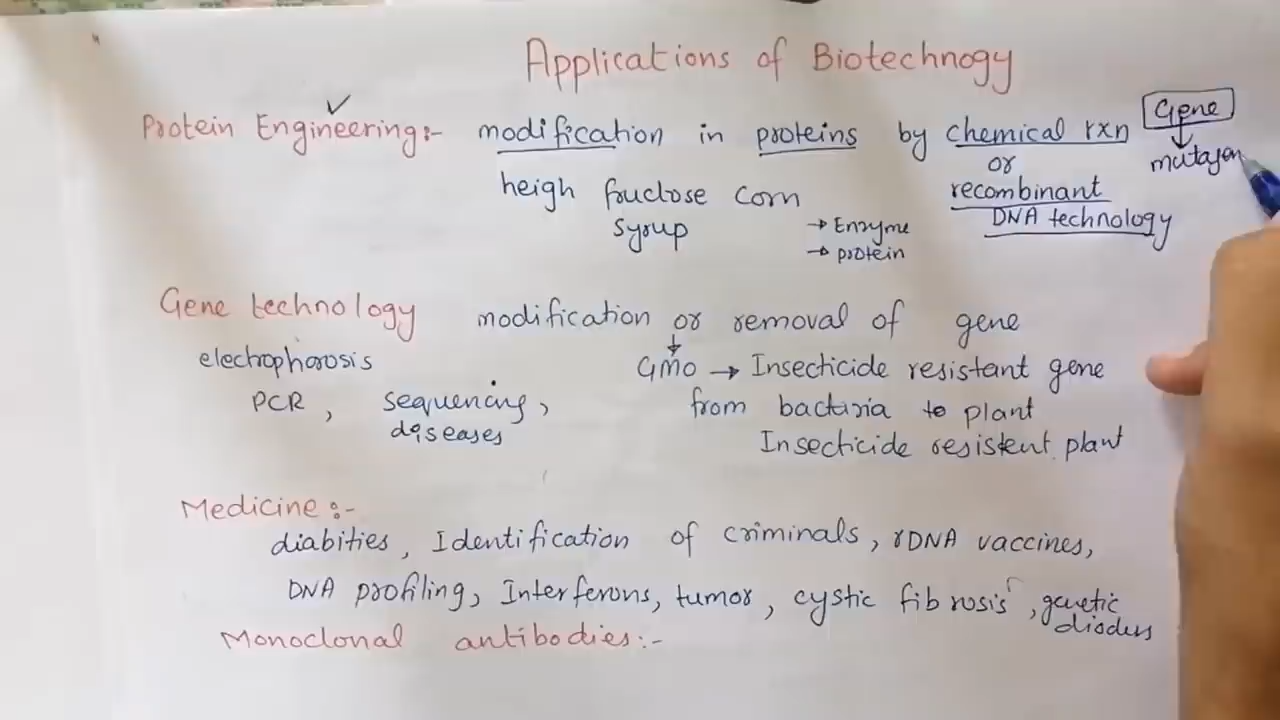 Applications of Biotechnogy
Protein Engineering:- modification in proteins by chemical rxn
Gene
mutagen
or
heigh fructose corn
syrup
recombinant
DNA technology
→ Enzyme
→ protein
Gene technology modification or removal of gene
electrophorosis
GMO → Insecticide resistant gene
PCR, sequencing,
from bactiria to plant
diseases
Insecticide resistent plant
Medicine:-
diabities, Identification of criminals, rDNA vaccines,
DNA profiling, Interferons, tumor, cystic fibrosis, genetic
Monoclonal antibodies:-